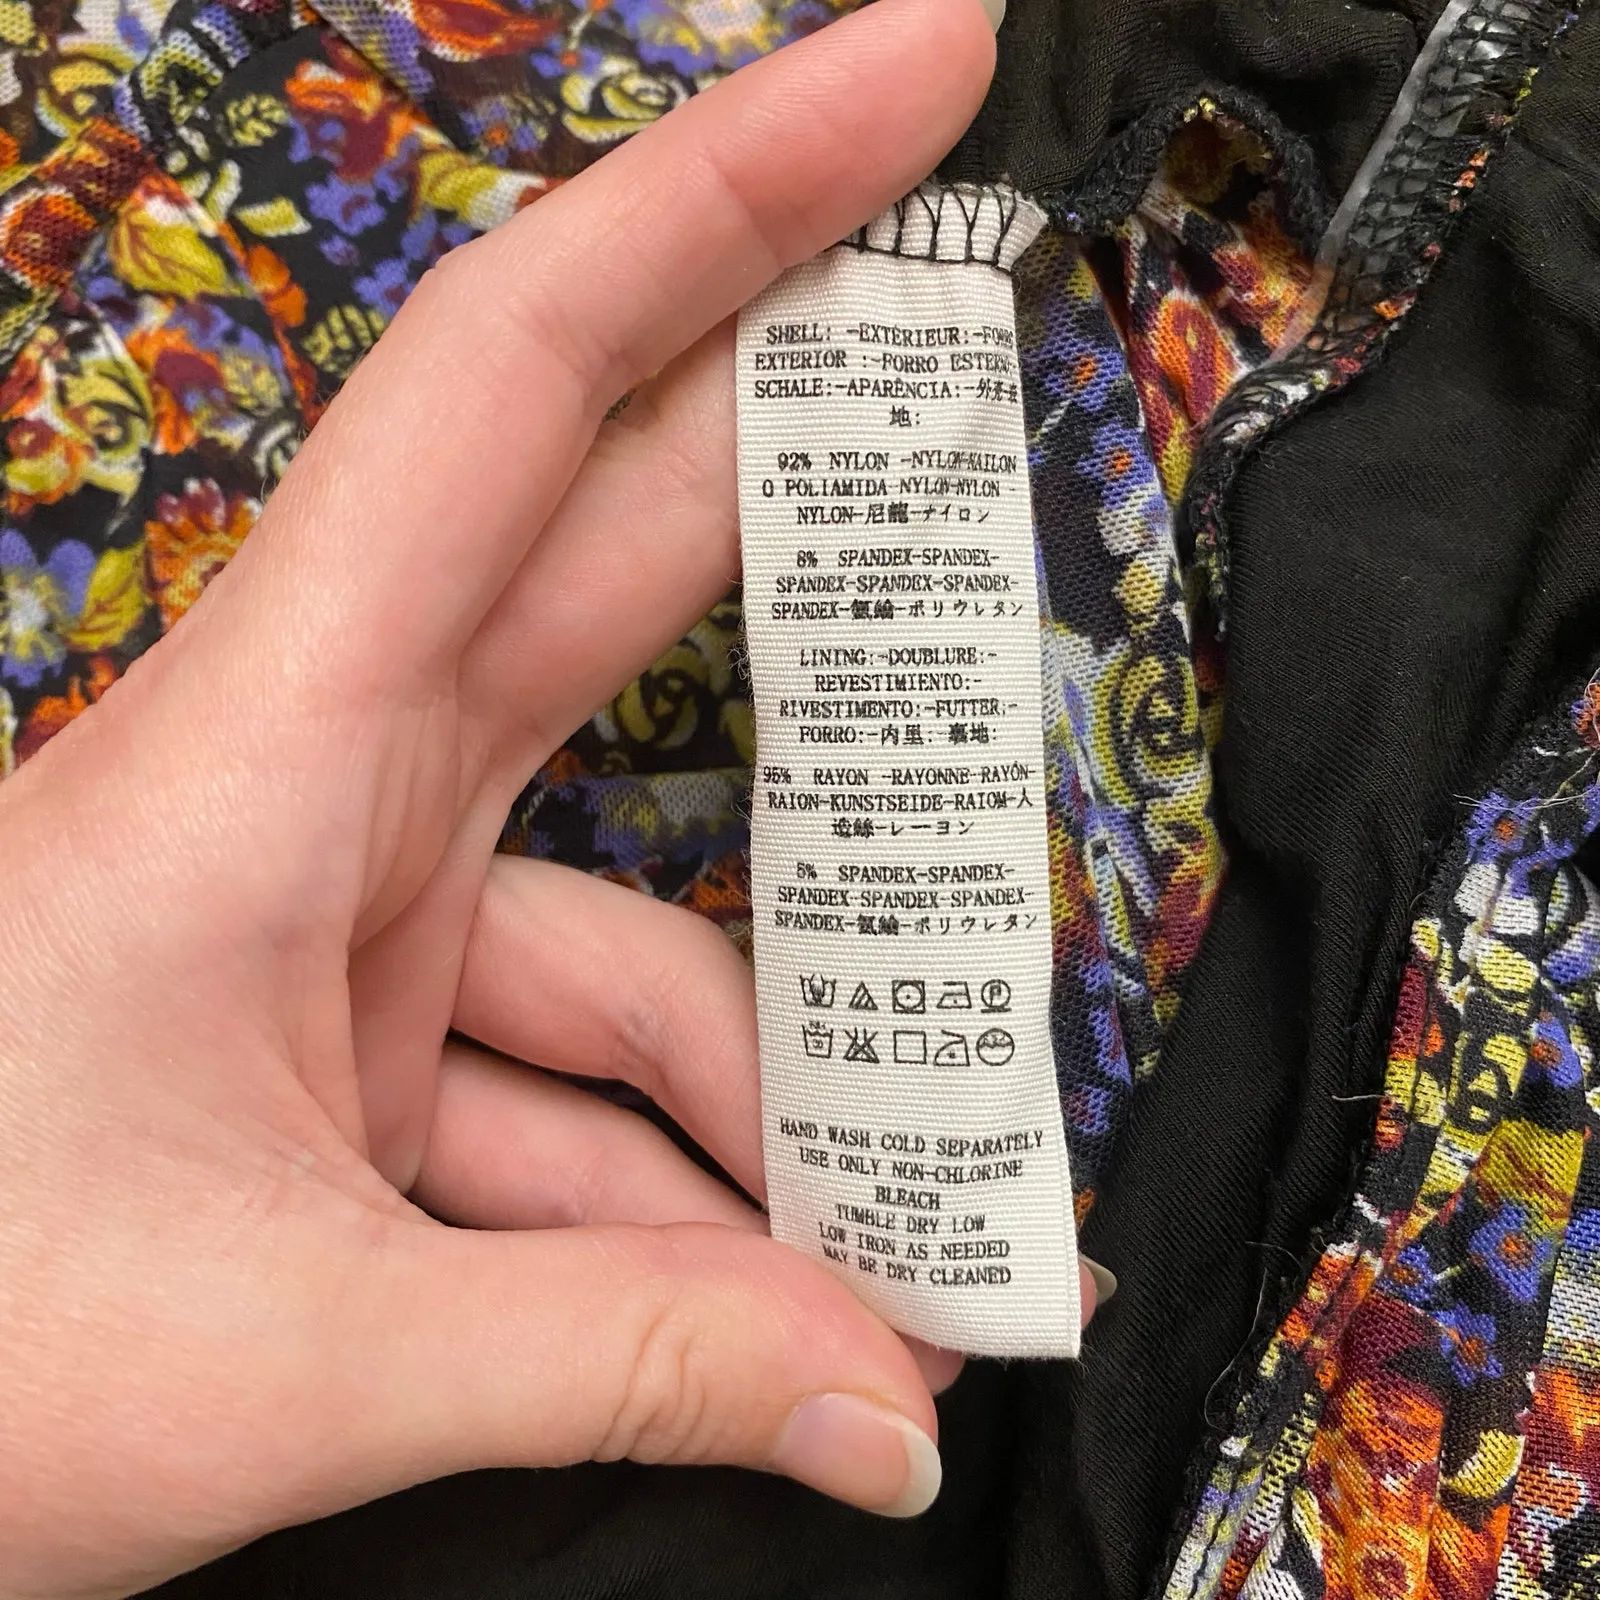 SHELL: -EXTÉRIEUR:-
EXTERIOR :-FORRO ESTERNO-
SCHALE:-APARÊNCIA:-外壳-表
地:
92% NYLON -NYLON-NAILON
O POLIAMIDA-NYLON-NYLON-
NYLON-尼龍-ナイロン
8% SPANDEX-SPANDEX-
SPANDEX-SPANDEX-SPANDEX-
SPANDEX-氨綸-ポリウレタン
LINING:-DOUBLURE:-
REVESTIMIENTO:-
RIVESTIMENTO:-FUTTER:-
FORRO:-内里: 裏地:
95% RAYON -RAYONNE-RAYÓN-
RAION-KUNSTSEIDE-RAIOM-人
造絲-レーヨン
5% SPANDEX-SPANDEX-
SPANDEX-SPANDEX-SPANDEX-
SPANDEX-氨綸-ポリウレタン
HAND WASH COLD SEPARATELY
USE ONLY NON-CHLORINE
BLEACH
TUMBLE DRY LOW
LOW IRON AS NEEDED
MAY BE DRY CLEANED